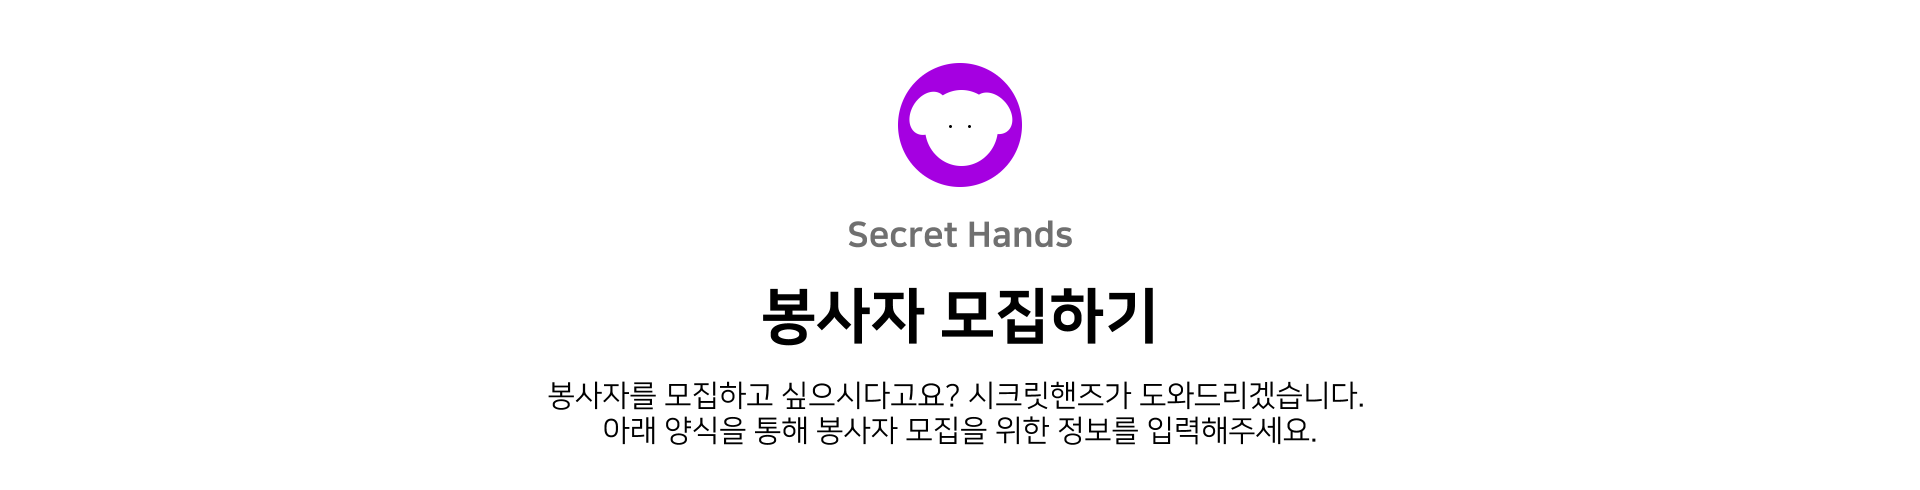 Secret Hands
봉사자 모집하기
봉사자를 모집하고 싶으시다고요? 시크릿핸즈가 도와드리겠습니다.
아래 양식을 통해 봉사자 모집을 위한 정보를 입력해주세요.